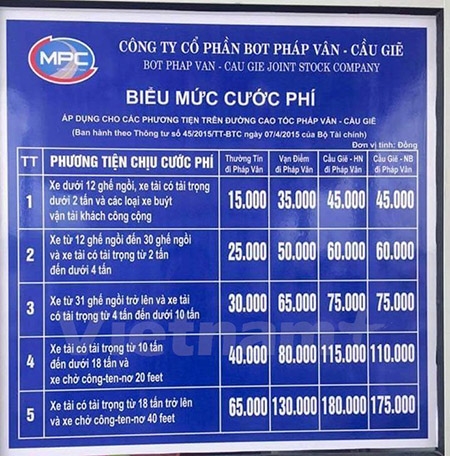 MPC
CÔNG TY CỔ PHẦN BOT PHÁP VÂN - CẦU GIẼ
BOT PHAP VAN - CAU GIE JOINT STOCK COMPANY
BIỂU MỨC CƯỚC PHÍ
ÁP DỤNG CHO CÁC PHƯƠNG TIỆN TRÊN ĐƯỜNG CAO TỐC PHÁP VÂN - CẦU GIẼ
(Ban hành theo Thông tư số 45/2015/TT-BTC ngày 07/4/2015 của Bộ Tài chính)
Đơn vị tính: Đồng
TT PHƯƠNG TIỆN CHỊU CƯỚC PHÍ Thường Tín đi Pháp Vân Vạn Điểm đi Pháp Vân Cầu Giẽ - HN đi Pháp Vân Cầu Giẽ - NB đi Pháp Vân
1 Xe dưới 12 ghế ngồi, xe tải có tải trọng
dưới 2 tấn và các loại xe buýt
vận tải khách công cộng
15.000 35.000 45.000 45.000
2 Xe từ 12 ghế ngồi đến 30 ghế ngồi
và xe tải có tải trọng từ 2 tấn
đến dưới 4 tấn
25.000 50.000 60.000 60.000
3 Xe từ 31 ghế ngồi trở lên và xe tải
có tải trọng từ 4 tấn đến dưới 10 tấn
30.000 65.000 75.000 75.000
4 Xe tải có tải trọng từ 10 tấn
đến dưới 18 tấn và
xe chở công-ten-nơ 20 feet
40.000 80.000 115.000 110.000
5 Xe tải có tải trọng từ 18 tấn trở lên
và xe chở công-ten-nơ 40 feet
65.000 130.000 180.000 175.000
Vietnam+